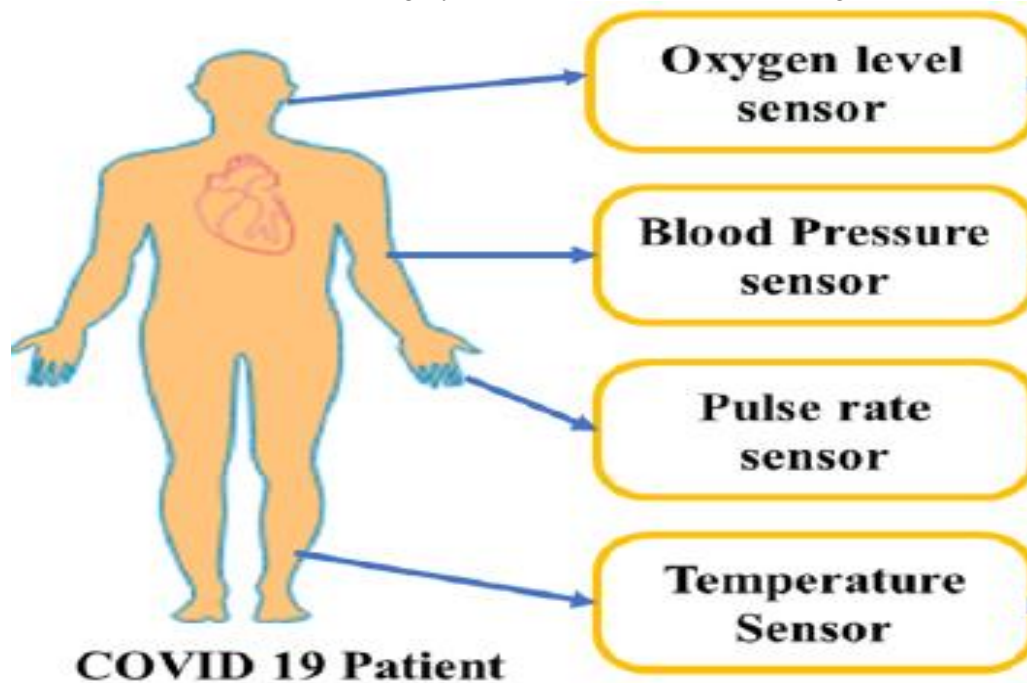 Oxygen level
sensor
Blood Pressure
sensor
Pulse rate
sensor
Temperature
Sensor
COVID 19 Patient